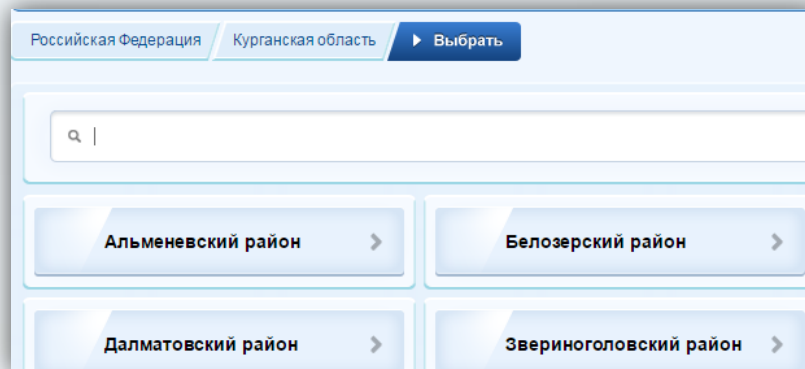 Российская Федерация Курганская область Выбрать
Альменевский район Белозерский район
Далматовский район Звериноголовский район